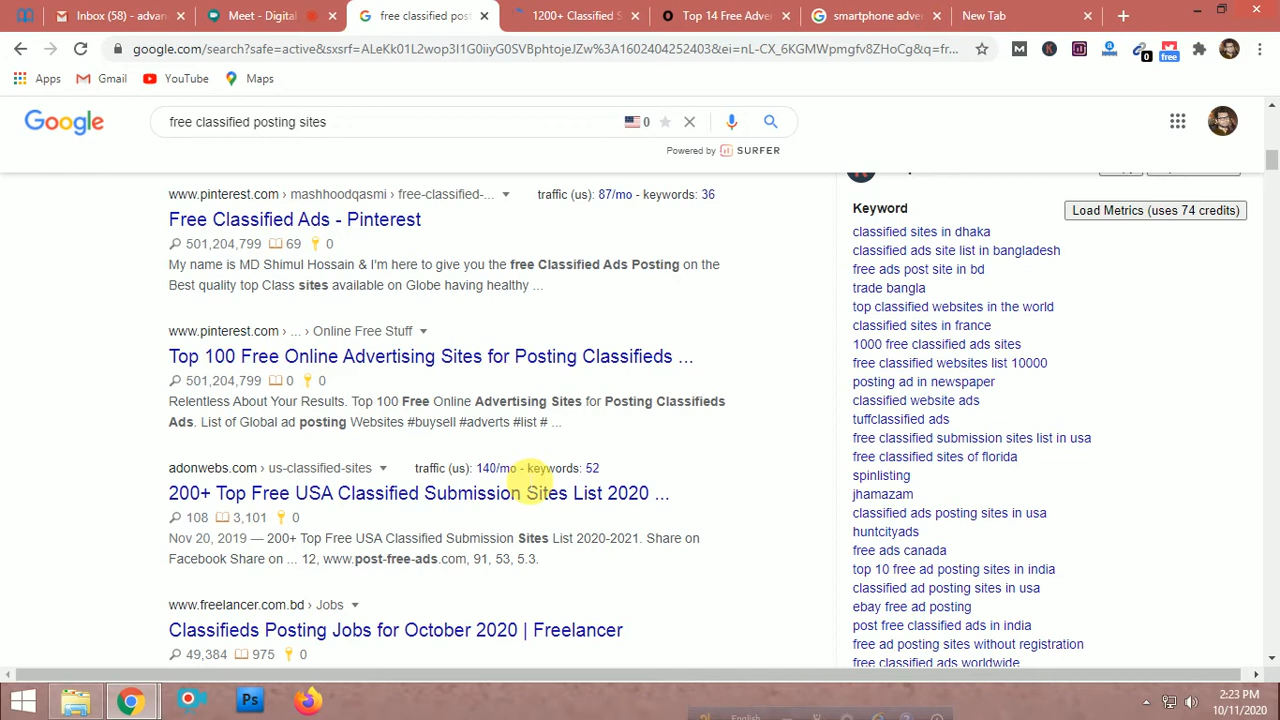 Inbox (58) - advan
Meet - Digital
free classified pos
1200+ Classified S
Top 14 Free Adver
smartphone adve
New Tab
google.com/search?safe=active&sxsrf=ALeKk01L2wop3I1G0iiyG0SVBphtojeJZw%3A1602404252403&ei=nL-CX_6KGMWpmgfv8ZHoCg&q=fr...
0
free
Apps
Gmail
YouTube
Maps
Google
free classified posting sites
0
Powered by SURFER
www.pinterest.com › mashhoodqasmi › free-classified-...
traffic (us): 87/mo - keywords: 36
Free Classified Ads - Pinterest
501,204,799 69 0
My name is MD Shimul Hossain & I'm here to give you the free Classified Ads Posting on the
Best quality top Class sites available on Globe having healthy ...
www.pinterest.com › ... › Online Free Stuff
Top 100 Free Online Advertising Sites for Posting Classifieds ...
501,204,799 0 0
Relentless About Your Results. Top 100 Free Online Advertising Sites for Posting Classifieds
Ads. List of Global ad posting Websites #buysell #adverts #list # ...
adonwebs.com › us-classified-sites
traffic (us): 140/mo - keywords: 52
200+ Top Free USA Classified Submission Sites List 2020 ...
108 3,101 0
Nov 20, 2019 — 200+ Top Free USA Classified Submission Sites List 2020-2021. Share on
Facebook Share on ... 12, www.post-free-ads.com, 91, 53, 5.3.
www.freelancer.com.bd › Jobs
Classifieds Posting Jobs for October 2020 | Freelancer
49,384 975 0
Keyword
Load Metrics (uses 74 credits)
classified sites in dhaka
classified ads site list in bangladesh
free ads post site in bd
trade bangla
top classified websites in the world
classified sites in france
1000 free classified ads sites
free classified websites list 10000
posting ad in newspaper
classified website ads
tuffclassified ads
free classified submission sites list in usa
free classified sites of florida
spinlisting
jhamazam
classified ads posting sites in usa
huntcityads
free ads canada
top 10 free ad posting sites in india
classified ad posting sites in usa
ebay free ad posting
post free classified ads in india
free ad posting sites without registration
free classified ads worldwide
Ps
English
2:23 PM
10/11/2020